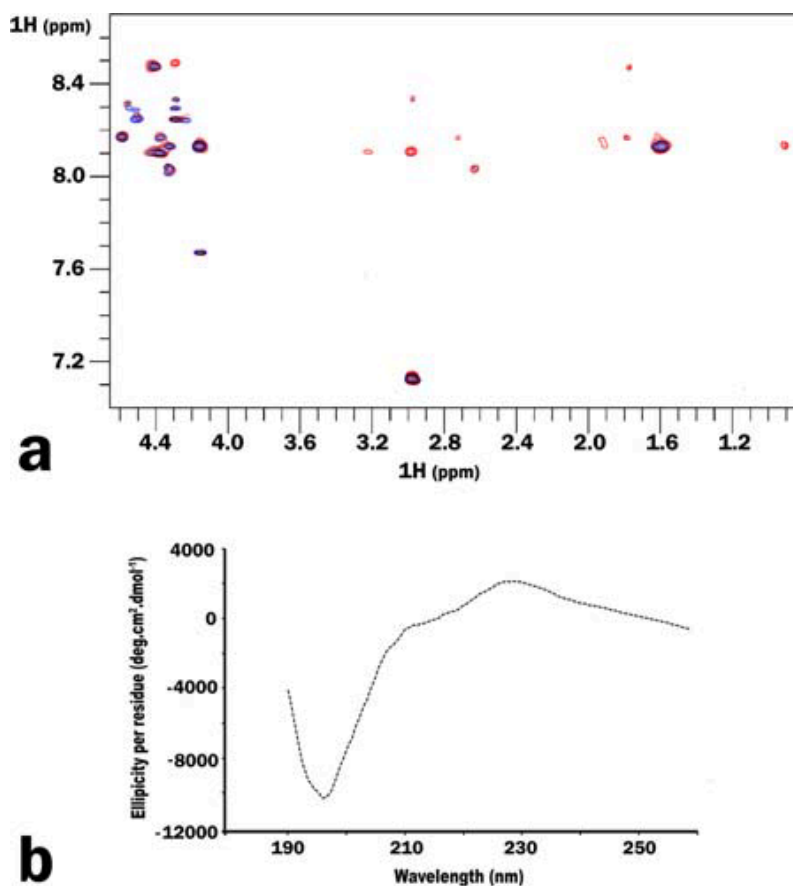 1H (ppm)
8.4
8.0
7.6
7.2
4.4 4.0 3.6 3.2 2.8 2.4 2.0 1.6 1.2
1H (ppm)
a
Ellipicity per residue (deg.cm².dmol⁻¹)
4000
0
-4000
-8000
-12000
190 210 230 250
Wavelength (nm)
b